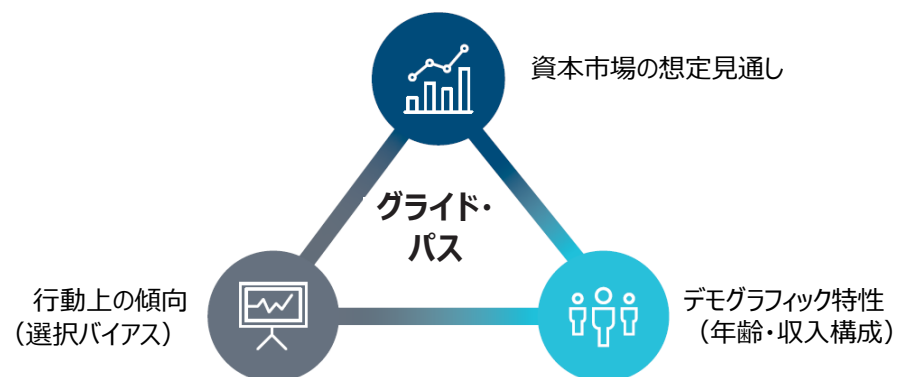 資本市場の想定見通し
グライド・
パス
行動上の傾向
（選択バイアス）
デモグラフィック特性
（年齢・収入構成）